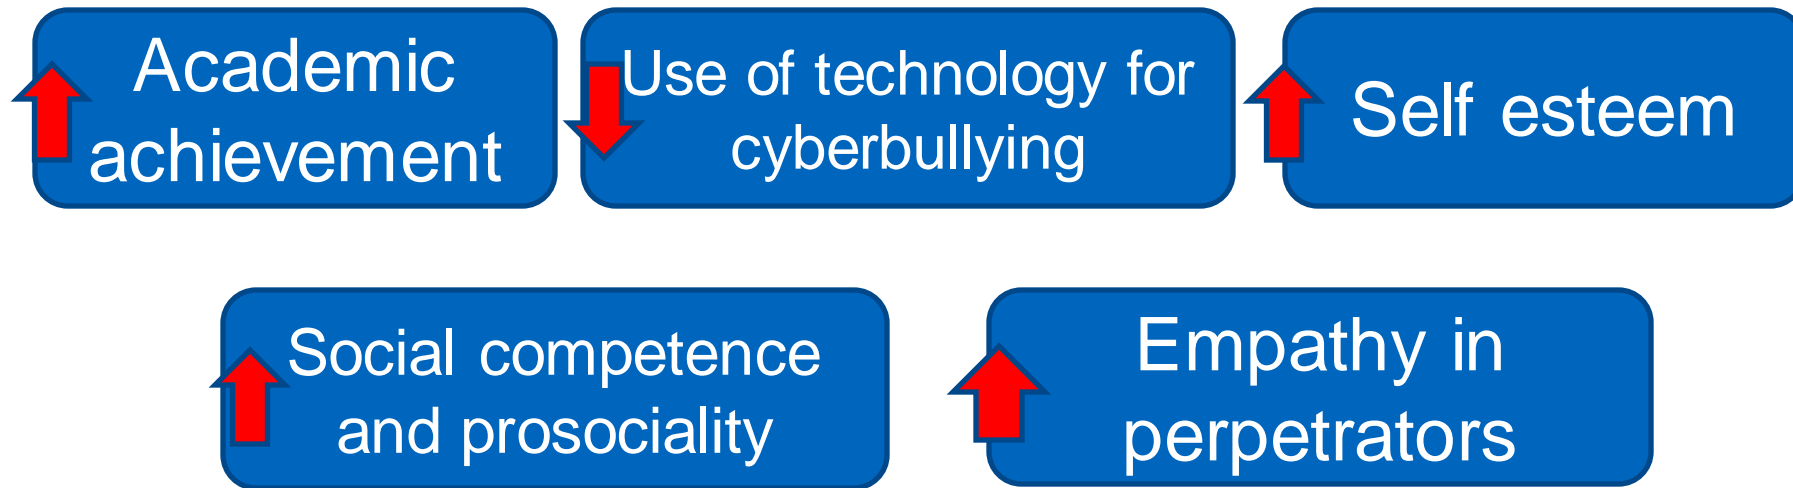 Academic
achievement
Use of technology for
cyberbullying
Self esteem
Social competence
and prosociality
Empathy in
perpetrators